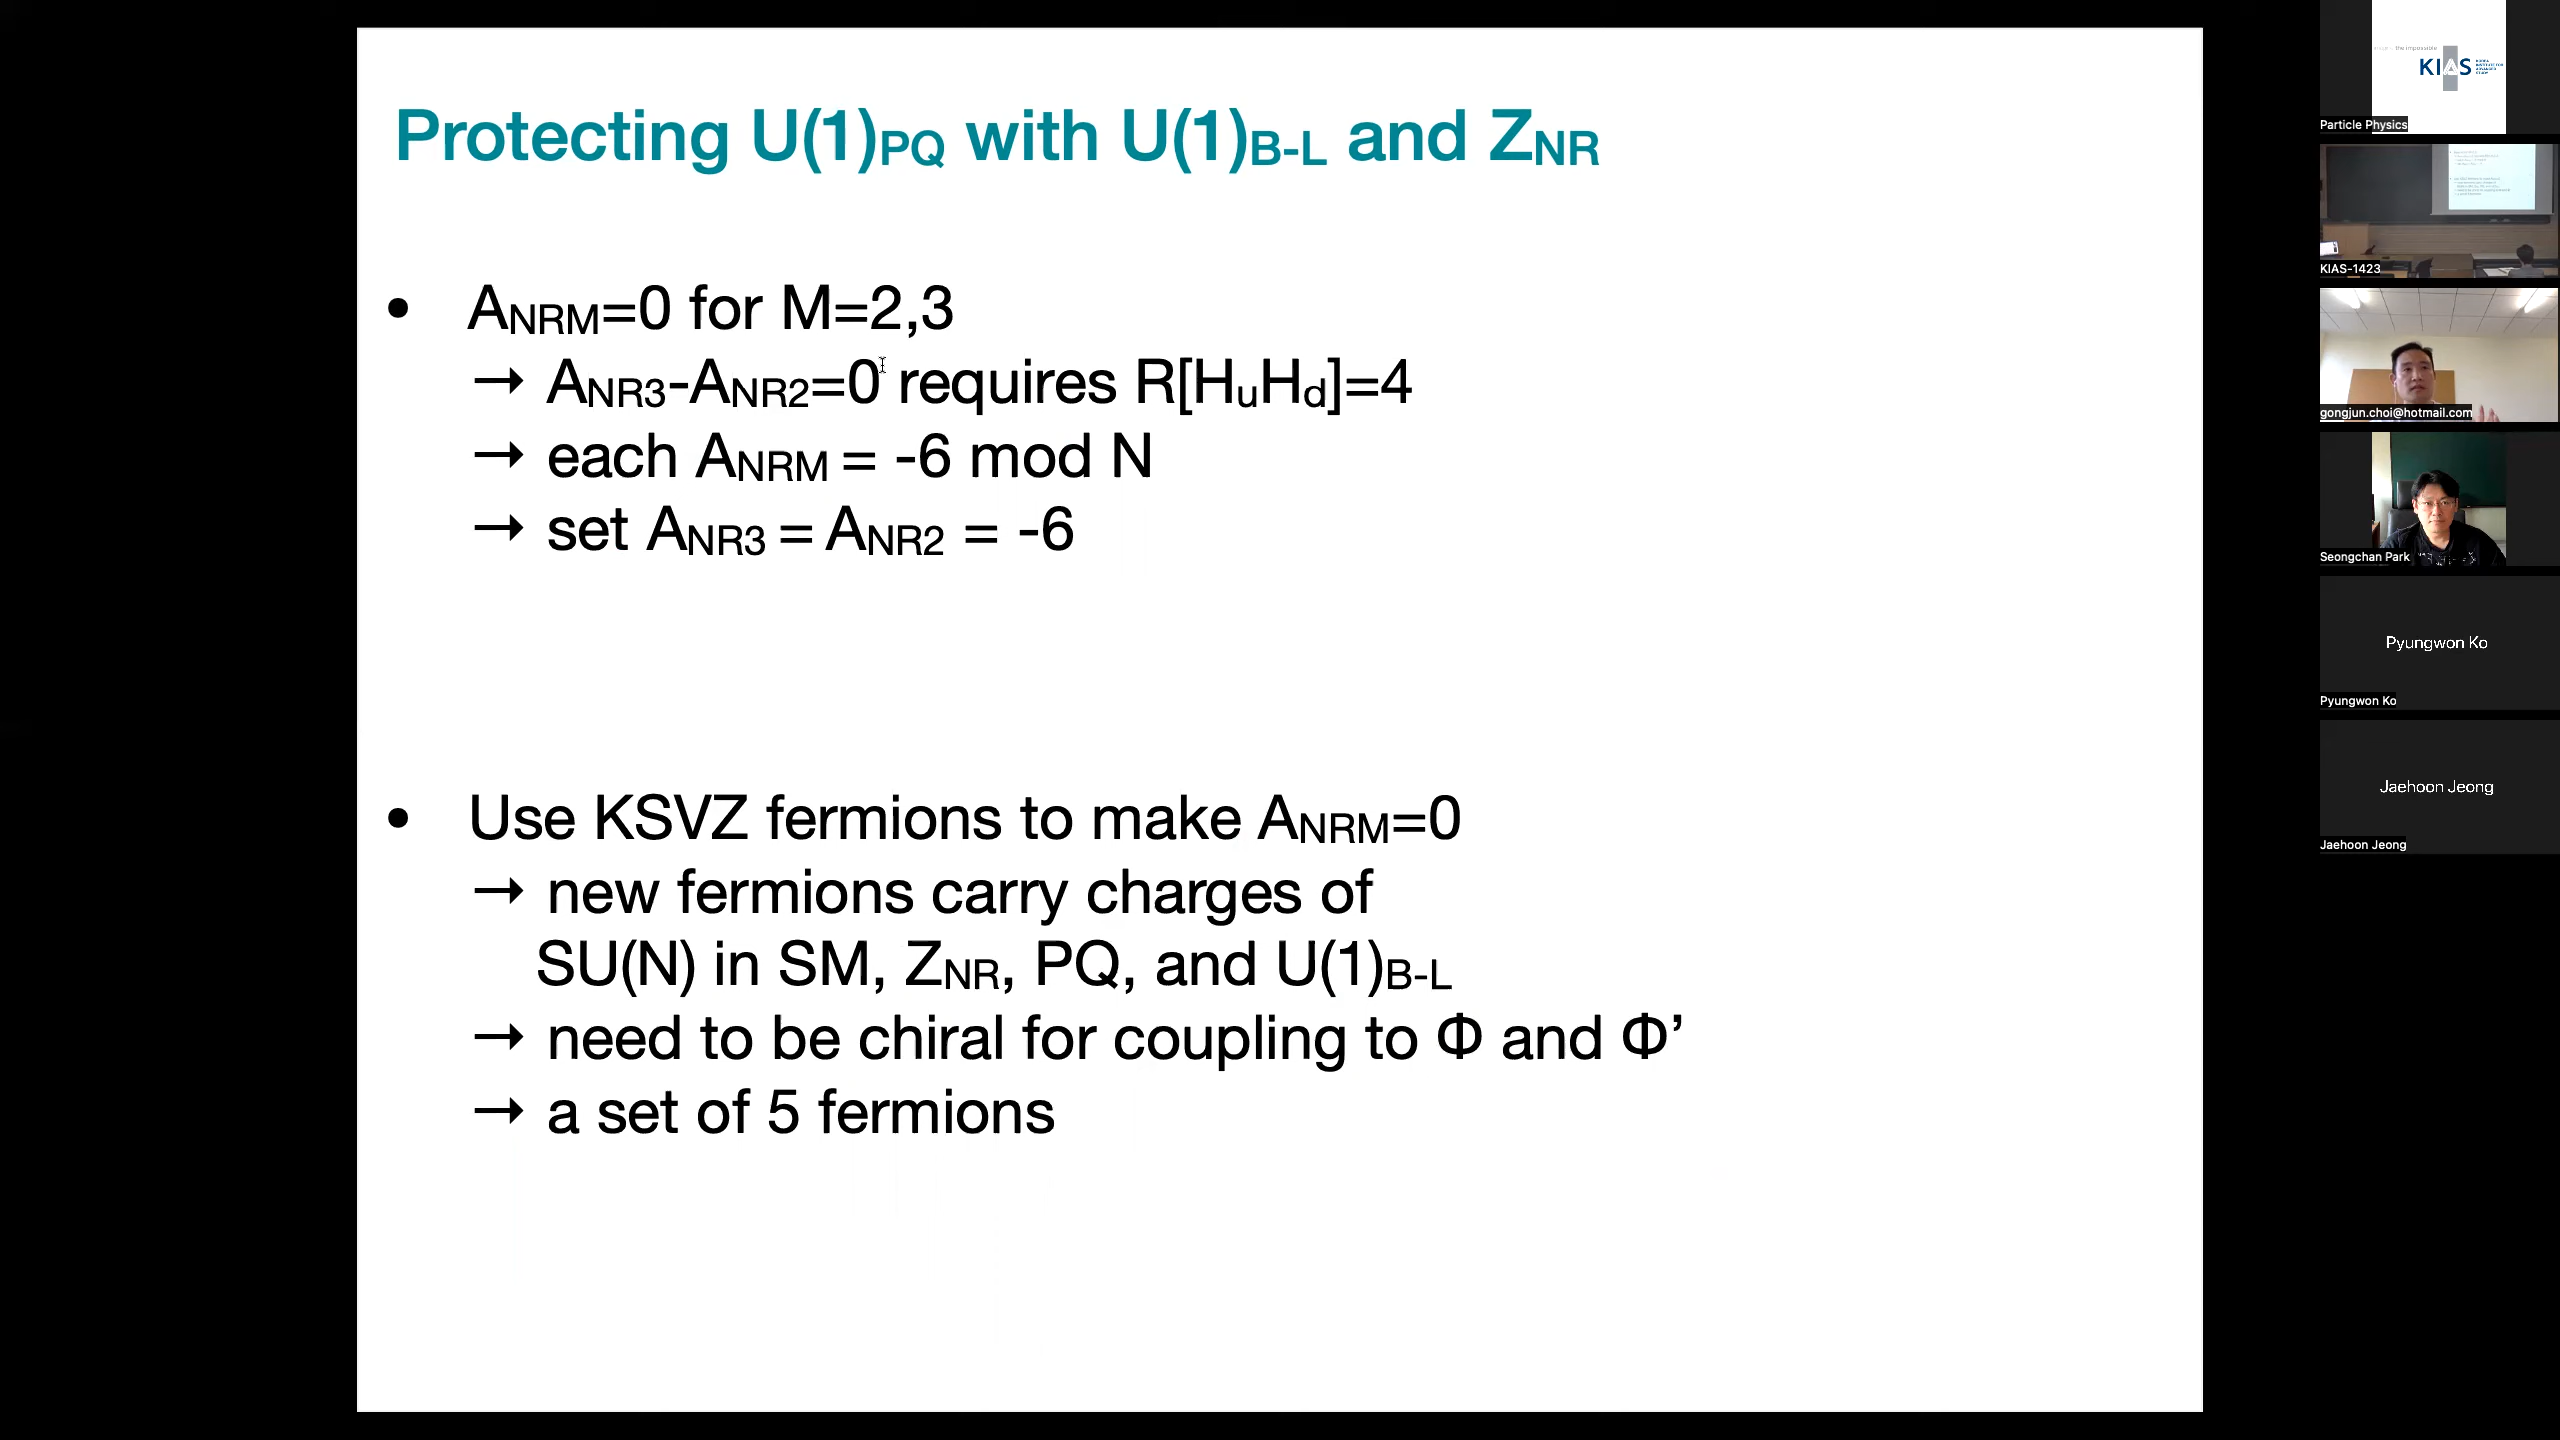 Protecting U(1)PQ with U(1)B-L and ZNR
• ANRM=0 for M=2,3
→ ANR3-ANR2=0 requires R[HuHd]=4
→ each ANRM = -6 mod N
→ set ANR3 = ANR2 = -6
• Use KSVZ fermions to make ANRM=0
→ new fermions carry charges of
SU(N) in SM, ZNR, PQ, and U(1)B-L
→ need to be chiral for coupling to Φ and Φ’
→ a set of 5 fermions
the impossible
KIAS
Particle Physics
KIAS-1423
gongjun.choi@hotmail.com
Seongchan Park
Pyungwon Ko
Pyungwon Ko
Jaehoon Jeong
Jaehoon Jeong